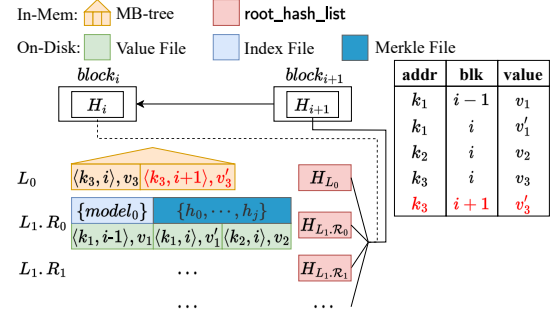 In-Mem: MB-tree root_hash_list
On-Disk: Value File Index File Merkle File
block_i block_{i+1}
H_i H_{i+1}
addr blk value
k_1 i − 1 v_1
k_1 i v'_1
k_2 i v_2
k_3 i v_3
k_3 i + 1 v'_3
L_0 ⟨k_3, i⟩, v_3 ⟨k_3, i+1⟩, v'_3 H_{L_0}
L_1.R_0 {model_0} {h_0, ⋯, h_j} H_{L_1.R_0}
⟨k_1, i-1⟩, v_1 ⟨k_1, i⟩, v'_1 ⟨k_2, i⟩, v_2
L_1.R_1 ⋯ H_{L_1.R_1}
⋯ ⋯